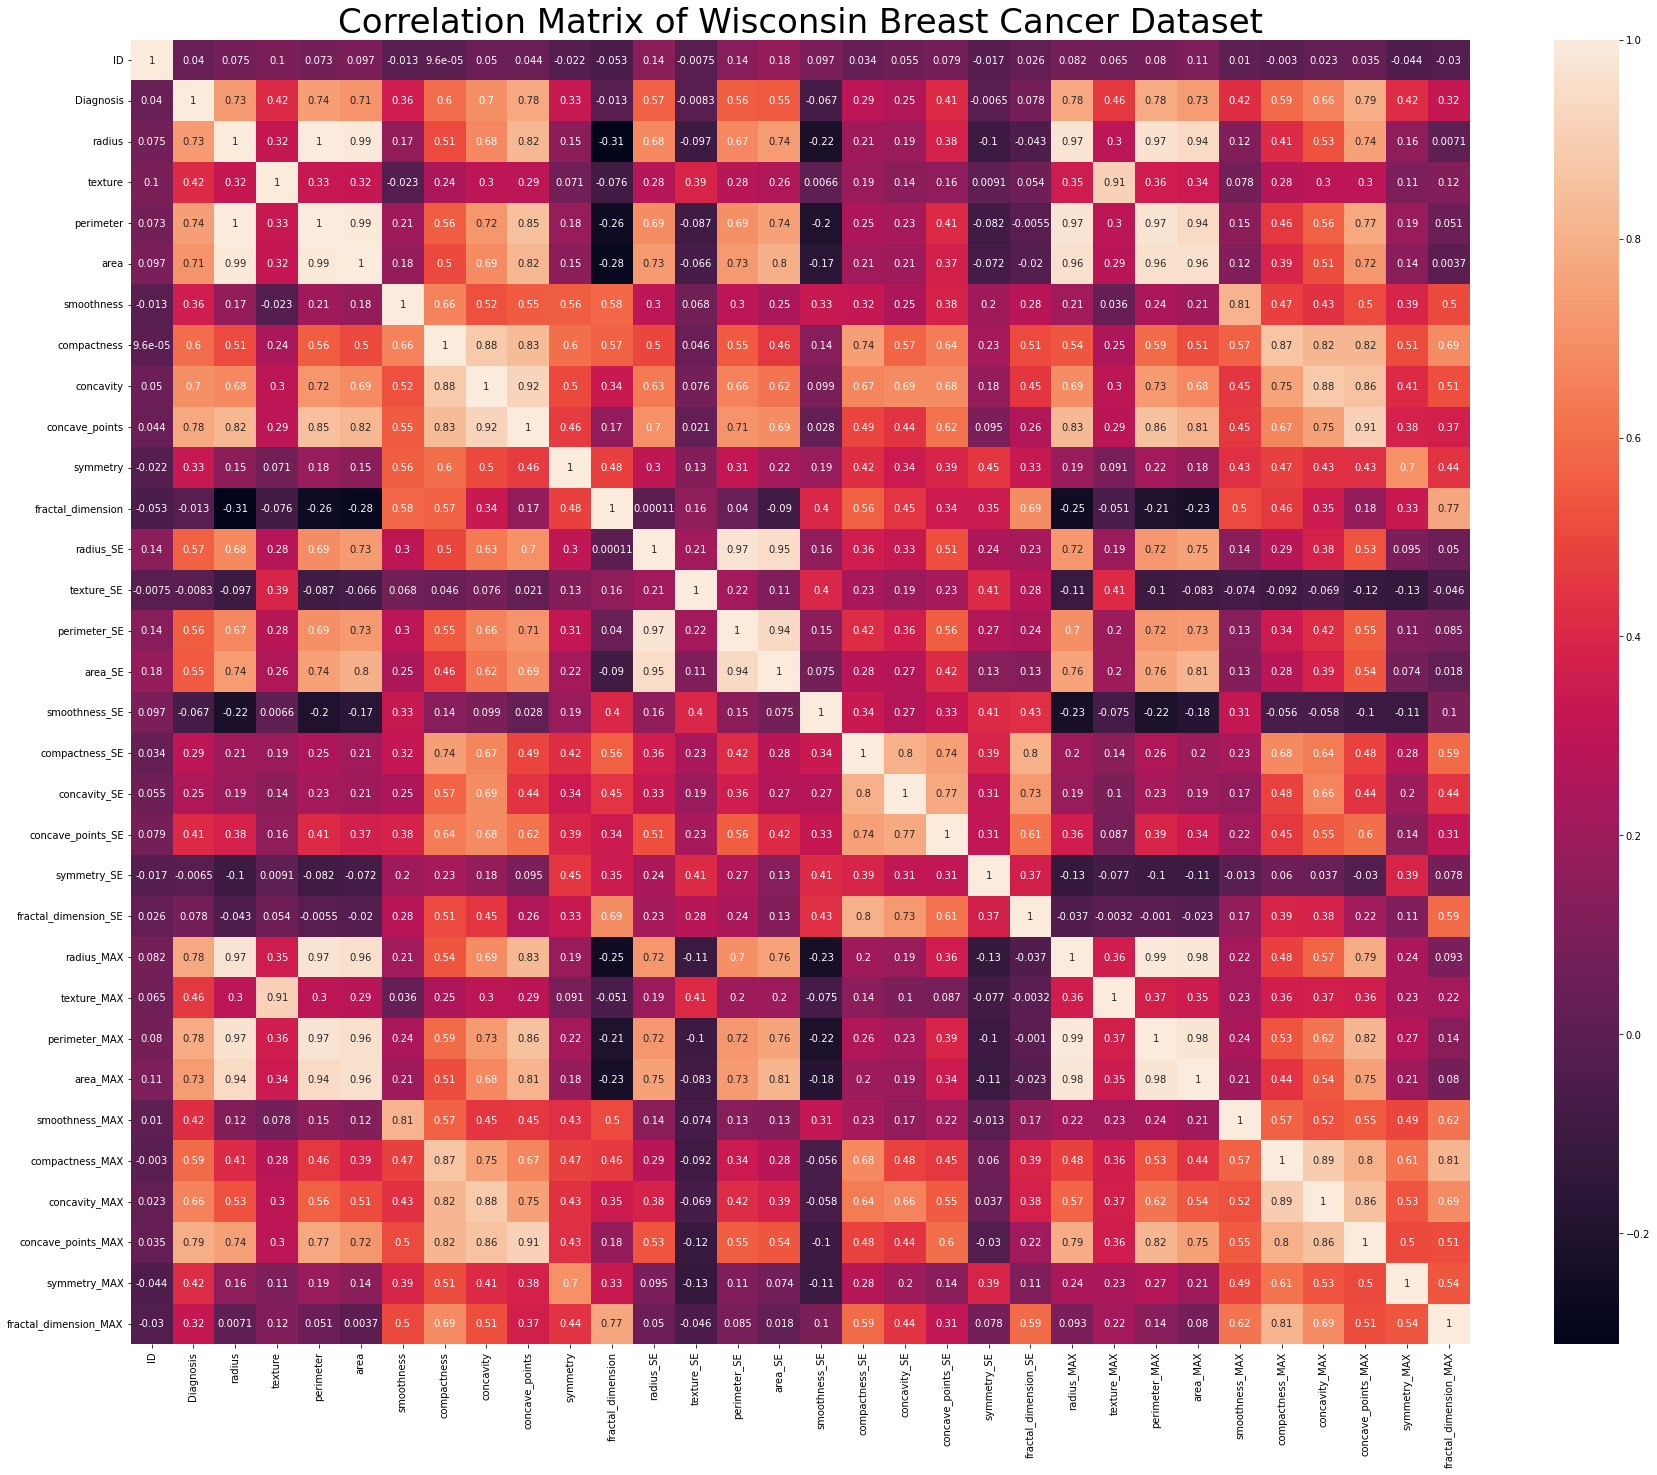 Correlation Matrix of Wisconsin Breast Cancer Dataset
ID 1 0.04 0.075 0.1 0.073 0.097 -0.013 9.6e-05 0.05 0.044 -0.022 -0.053 0.14 -0.0075 0.14 0.18 0.097 0.034 0.055 0.079 -0.017 0.026 0.082 0.065 0.08 0.11 0.01 -0.003 0.023 0.035 -0.044 -0.03
Diagnosis 0.04 1 0.73 0.42 0.74 0.71 0.36 0.6 0.7 0.78 0.33 -0.013 0.57 -0.0083 0.56 0.55 -0.067 0.29 0.25 0.41 -0.0065 0.078 0.78 0.46 0.78 0.73 0.42 0.59 0.66 0.79 0.42 0.32
radius 0.075 0.73 1 0.32 1 0.99 0.17 0.51 0.68 0.82 0.15 -0.31 0.68 -0.097 0.67 0.74 -0.22 0.21 0.19 0.38 -0.1 -0.043 0.97 0.3 0.97 0.94 0.12 0.41 0.53 0.74 0.16 0.0071
texture 0.1 0.42 0.32 1 0.33 0.32 -0.023 0.24 0.3 0.29 0.071 -0.076 0.28 0.39 0.28 0.26 0.0066 0.19 0.14 0.16 0.0091 0.054 0.35 0.91 0.36 0.34 0.078 0.28 0.3 0.3 0.11 0.12
perimeter 0.073 0.74 1 0.33 1 0.99 0.21 0.56 0.72 0.85 0.18 -0.26 0.69 -0.087 0.69 0.74 -0.2 0.25 0.23 0.41 -0.082 -0.0055 0.97 0.3 0.97 0.94 0.15 0.46 0.56 0.77 0.19 0.051
area 0.097 0.71 0.99 0.32 0.99 1 0.18 0.5 0.69 0.82 0.15 -0.28 0.73 -0.066 0.73 0.8 -0.17 0.21 0.21 0.37 -0.072 -0.02 0.96 0.29 0.96 0.96 0.12 0.39 0.51 0.72 0.14 0.0037
smoothness -0.013 0.36 0.17 -0.023 0.21 0.18 1 0.66 0.52 0.55 0.56 0.58 0.3 0.068 0.3 0.25 0.33 0.32 0.25 0.38 0.2 0.28 0.21 0.036 0.24 0.21 0.81 0.47 0.43 0.5 0.39 0.5
compactness 9.6e-05 0.6 0.51 0.24 0.56 0.5 0.66 1 0.88 0.83 0.6 0.57 0.5 0.046 0.55 0.46 0.14 0.74 0.57 0.64 0.23 0.51 0.54 0.25 0.59 0.51 0.57 0.87 0.82 0.82 0.51 0.69
concavity 0.05 0.7 0.68 0.3 0.72 0.69 0.52 0.88 1 0.92 0.5 0.34 0.63 0.076 0.66 0.62 0.099 0.67 0.69 0.68 0.18 0.45 0.69 0.3 0.73 0.68 0.45 0.75 0.88 0.86 0.41 0.51
concave_points 0.044 0.78 0.82 0.29 0.85 0.82 0.55 0.83 0.92 1 0.46 0.17 0.7 0.021 0.71 0.69 0.028 0.49 0.44 0.62 0.095 0.26 0.83 0.29 0.86 0.81 0.45 0.67 0.75 0.91 0.38 0.37
symmetry -0.022 0.33 0.15 0.071 0.18 0.15 0.56 0.6 0.5 0.46 1 0.48 0.3 0.13 0.31 0.22 0.19 0.42 0.34 0.39 0.45 0.33 0.19 0.091 0.22 0.18 0.43 0.47 0.43 0.43 0.7 0.44
fractal_dimension -0.053 -0.013 -0.31 -0.076 -0.26 -0.28 0.58 0.57 0.34 0.17 0.48 1 0.00011 0.16 0.04 -0.09 0.4 0.56 0.45 0.34 0.35 0.69 -0.25 -0.051 -0.21 -0.23 0.5 0.46 0.35 0.18 0.33 0.77
radius_SE 0.14 0.57 0.68 0.28 0.69 0.73 0.3 0.5 0.63 0.7 0.3 0.00011 1 0.21 0.97 0.95 0.16 0.36 0.33 0.51 0.24 0.23 0.72 0.19 0.72 0.75 0.14 0.29 0.38 0.53 0.095 0.05
texture_SE -0.0075 -0.0083 -0.097 0.39 -0.087 -0.066 0.068 0.046 0.076 0.021 0.13 0.16 0.21 1 0.22 0.11 0.4 0.23 0.19 0.23 0.41 0.28 -0.11 0.41 -0.1 -0.083 -0.074 -0.092 -0.069 -0.12 -0.13 -0.046
perimeter_SE 0.14 0.56 0.67 0.28 0.69 0.73 0.3 0.55 0.66 0.71 0.31 0.04 0.97 0.22 1 0.94 0.15 0.42 0.36 0.56 0.27 0.24 0.7 0.2 0.72 0.73 0.13 0.34 0.42 0.55 0.11 0.085
area_SE 0.18 0.55 0.74 0.26 0.74 0.8 0.25 0.46 0.62 0.69 0.22 -0.09 0.95 0.11 0.94 1 0.075 0.28 0.27 0.42 0.13 0.13 0.76 0.2 0.76 0.81 0.13 0.28 0.39 0.54 0.074 0.018
smoothness_SE 0.097 -0.067 -0.22 0.0066 -0.2 -0.17 0.33 0.14 0.099 0.028 0.19 0.4 0.16 0.4 0.15 0.075 1 0.34 0.27 0.33 0.41 0.43 -0.23 -0.075 -0.22 -0.18 0.31 -0.056 -0.058 -0.1 -0.11 0.1
compactness_SE 0.034 0.29 0.21 0.19 0.25 0.21 0.32 0.74 0.67 0.49 0.42 0.56 0.36 0.23 0.42 0.28 0.34 1 0.8 0.74 0.39 0.8 0.2 0.14 0.26 0.2 0.23 0.68 0.64 0.48 0.28 0.59
concavity_SE 0.055 0.25 0.19 0.14 0.23 0.21 0.25 0.57 0.69 0.44 0.34 0.45 0.33 0.19 0.36 0.27 0.27 0.8 1 0.77 0.31 0.73 0.19 0.1 0.23 0.19 0.17 0.48 0.66 0.44 0.2 0.44
concave_points_SE 0.079 0.41 0.38 0.16 0.41 0.37 0.38 0.64 0.68 0.62 0.39 0.34 0.51 0.23 0.56 0.42 0.33 0.74 0.77 1 0.31 0.61 0.36 0.087 0.39 0.34 0.22 0.45 0.55 0.6 0.14 0.31
symmetry_SE -0.017 -0.0065 -0.1 0.0091 -0.082 -0.072 0.2 0.23 0.18 0.095 0.45 0.35 0.24 0.41 0.27 0.13 0.41 0.39 0.31 0.31 1 0.37 -0.13 -0.077 -0.1 -0.11 -0.013 0.06 0.037 -0.03 0.39 0.078
fractal_dimension_SE 0.026 0.078 -0.043 0.054 -0.0055 -0.02 0.28 0.51 0.45 0.26 0.33 0.69 0.23 0.28 0.24 0.13 0.43 0.8 0.73 0.61 0.37 1 -0.037 -0.0032 -0.001 -0.023 0.17 0.39 0.38 0.22 0.11 0.59
radius_MAX 0.082 0.78 0.97 0.35 0.97 0.96 0.21 0.54 0.69 0.83 0.19 -0.25 0.72 -0.11 0.7 0.76 -0.23 0.2 0.19 0.36 -0.13 -0.037 1 0.36 0.99 0.98 0.22 0.48 0.57 0.79 0.24 0.093
texture_MAX 0.065 0.46 0.3 0.91 0.3 0.29 0.036 0.25 0.3 0.29 0.091 -0.051 0.19 0.41 0.2 0.2 -0.075 0.14 0.1 0.087 -0.077 -0.0032 0.36 1 0.37 0.35 0.23 0.36 0.37 0.36 0.23 0.22
perimeter_MAX 0.08 0.78 0.97 0.36 0.97 0.96 0.24 0.59 0.73 0.86 0.22 -0.21 0.72 -0.1 0.72 0.76 -0.22 0.26 0.23 0.39 -0.1 -0.001 0.99 0.37 1 0.98 0.24 0.53 0.62 0.82 0.27 0.14
area_MAX 0.11 0.73 0.94 0.34 0.94 0.96 0.21 0.51 0.68 0.81 0.18 -0.23 0.75 -0.083 0.73 0.81 -0.18 0.2 0.19 0.34 -0.11 -0.023 0.98 0.35 0.98 1 0.21 0.44 0.54 0.75 0.21 0.08
smoothness_MAX 0.01 0.42 0.12 0.078 0.15 0.12 0.81 0.57 0.45 0.45 0.43 0.5 0.14 -0.074 0.13 0.13 0.31 0.23 0.17 0.22 -0.013 0.17 0.22 0.23 0.24 0.21 1 0.57 0.52 0.55 0.49 0.62
compactness_MAX -0.003 0.59 0.41 0.28 0.46 0.39 0.47 0.87 0.75 0.67 0.47 0.46 0.29 -0.092 0.34 0.28 -0.056 0.68 0.48 0.45 0.06 0.39 0.48 0.36 0.53 0.44 0.57 1 0.89 0.8 0.61 0.81
concavity_MAX 0.023 0.66 0.53 0.3 0.56 0.51 0.43 0.82 0.88 0.75 0.43 0.35 0.38 -0.069 0.42 0.39 -0.058 0.64 0.66 0.55 0.037 0.38 0.57 0.37 0.62 0.54 0.52 0.89 1 0.86 0.53 0.69
concave_points_MAX 0.035 0.79 0.74 0.3 0.77 0.72 0.5 0.82 0.86 0.91 0.43 0.18 0.53 -0.12 0.55 0.54 -0.1 0.48 0.44 0.6 -0.03 0.22 0.79 0.36 0.82 0.75 0.55 0.8 0.86 1 0.5 0.51
symmetry_MAX -0.044 0.42 0.16 0.11 0.19 0.14 0.39 0.51 0.41 0.38 0.7 0.33 0.095 -0.13 0.11 0.074 -0.11 0.28 0.2 0.14 0.39 0.11 0.24 0.23 0.27 0.21 0.49 0.61 0.53 0.5 1 0.54
fractal_dimension_MAX -0.03 0.32 0.0071 0.12 0.051 0.0037 0.5 0.69 0.51 0.37 0.44 0.77 0.05 -0.046 0.085 0.018 0.1 0.59 0.44 0.31 0.078 0.59 0.093 0.22 0.14 0.08 0.62 0.81 0.69 0.51 0.54 1
ID Diagnosis radius texture perimeter area smoothness compactness concavity concave_points symmetry fractal_dimension radius_SE texture_SE perimeter_SE area_SE smoothness_SE compactness_SE concavity_SE concave_points_SE symmetry_SE fractal_dimension_SE radius_MAX texture_MAX perimeter_MAX area_MAX smoothness_MAX compactness_MAX concavity_MAX concave_points_MAX symmetry_MAX fractal_dimension_MAX
1.0
0.8
0.6
0.4
0.2
0.0
−0.2